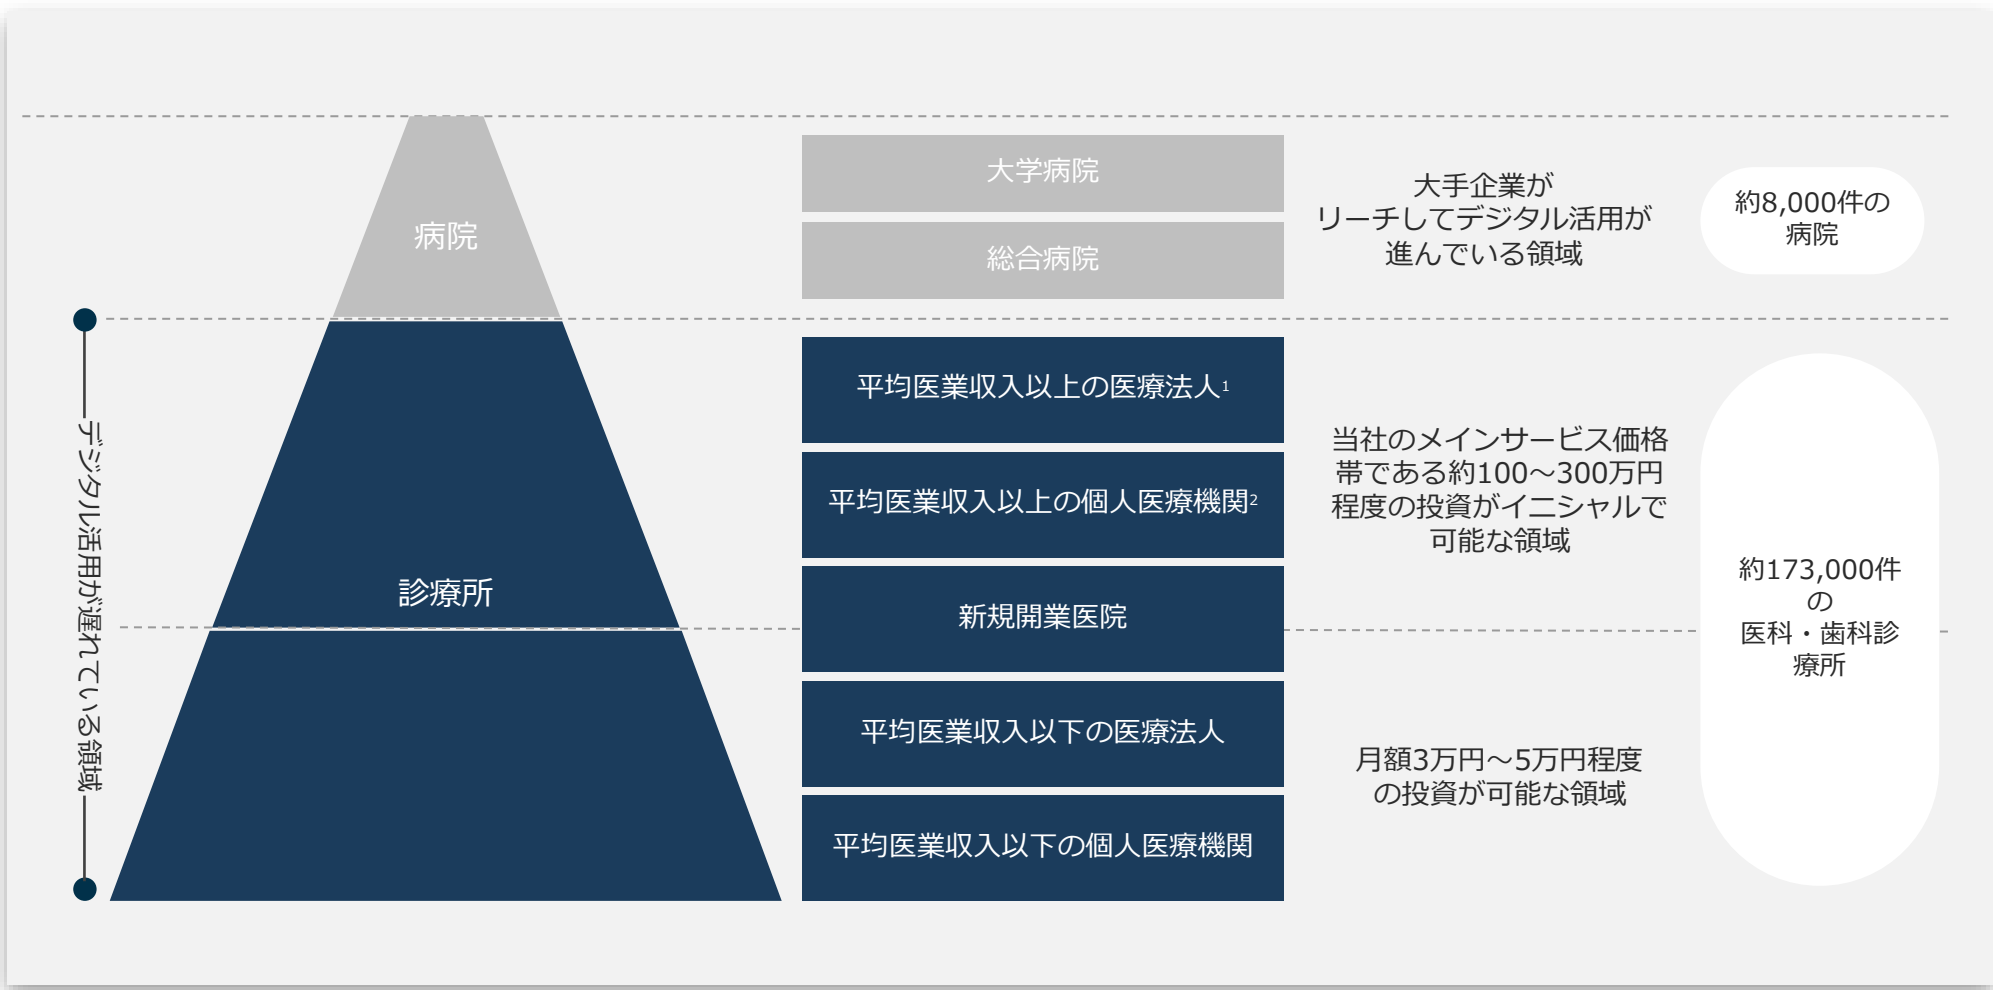 病院
大学病院
総合病院
大手企業が
リーチしてデジタル活用が
進んでいる領域
約8,000件の
病院
デジタル活用が遅れている領域
診療所
平均医業収入以上の医療法人1
平均医業収入以上の個人医療機関2
新規開業医院
平均医業収入以下の医療法人
平均医業収入以下の個人医療機関
当社のメインサービス価格
帯である約100～300万円
程度の投資がイニシャルで
可能な領域
月額3万円～5万円程度
の投資が可能な領域
約173,000件
の
医科・歯科診
療所